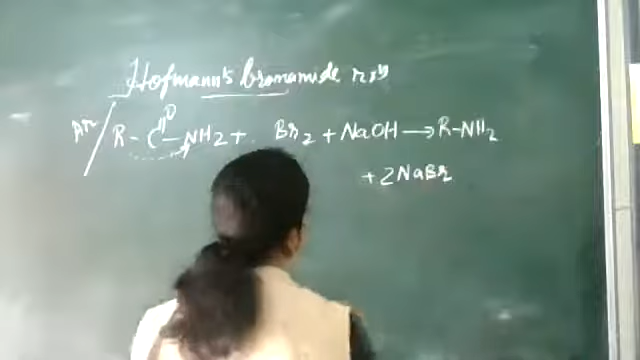 Hofmann's bromamide rxn
Ar/R-C(=O)-NH2 + Br2 + NaOH → R-NH2
+ 2NaBr